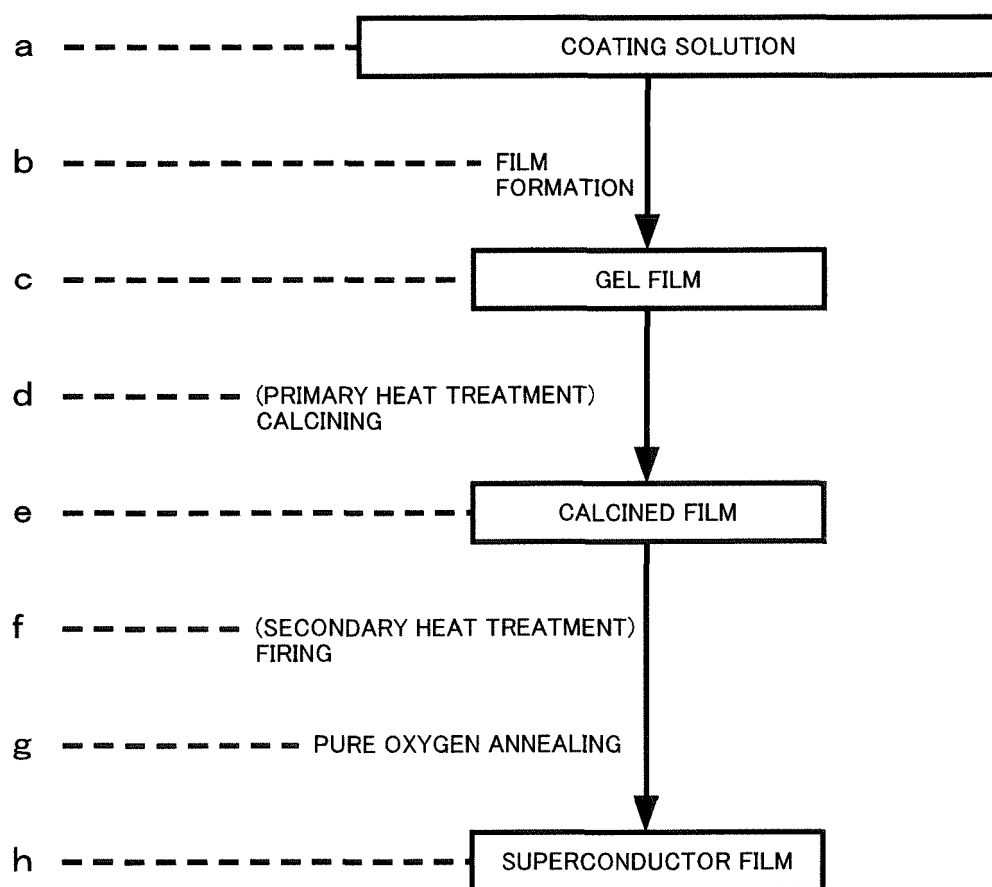 a COATING SOLUTION
b FILM
FORMATION
c GEL FILM
d (PRIMARY HEAT TREATMENT)
CALCINING
e CALCINED FILM
f (SECONDARY HEAT TREATMENT)
FIRING
g PURE OXYGEN ANNEALING
h SUPERCONDUCTOR FILM